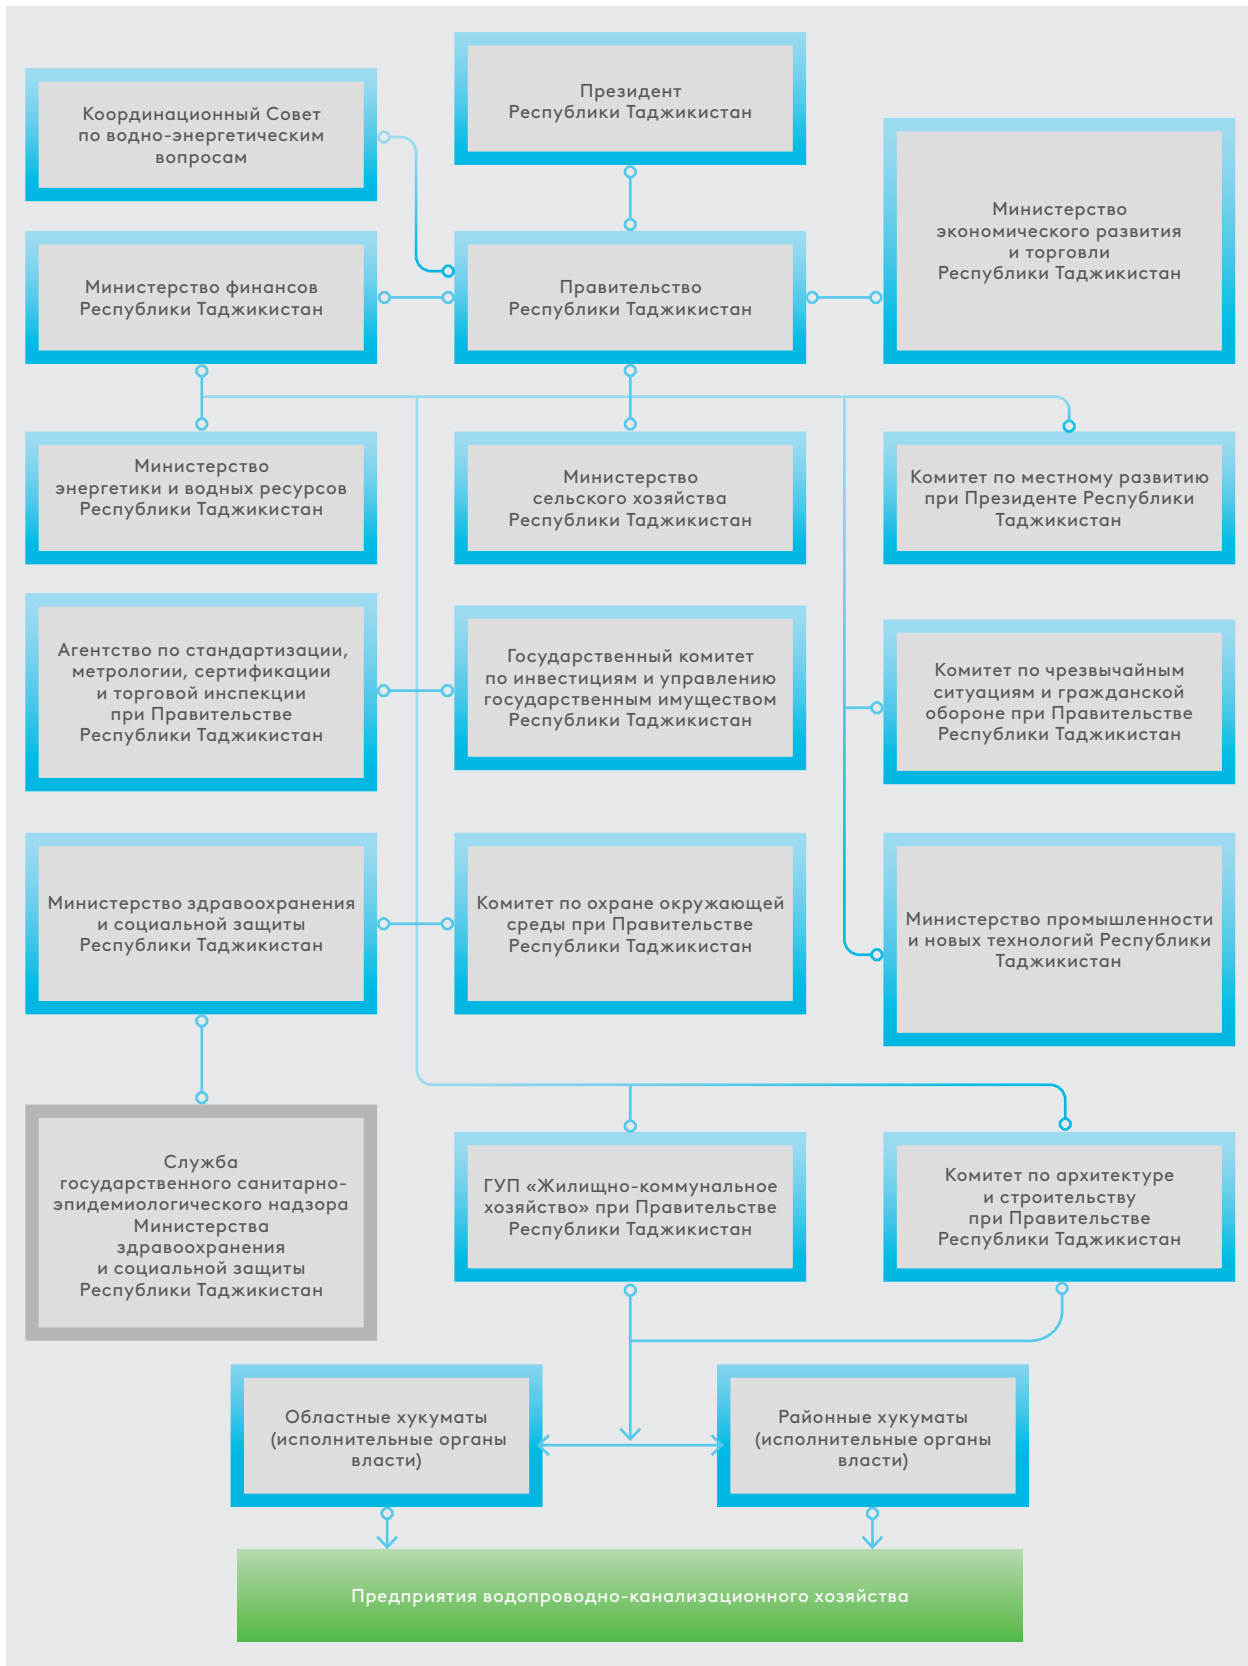 Президент
Республики Таджикистан
Координационный Совет
по водно-энергетическим
вопросам
Министерство
экономического развития
и торговли
Республики Таджикистан
Министерство финансов
Республики Таджикистан
Правительство
Республики Таджикистан
Министерство
энергетики и водных ресурсов
Республики Таджикистан
Министерство
сельского хозяйства
Республики Таджикистан
Комитет по местному развитию
при Президенте Республики
Таджикистан
Агентство по стандартизации,
метрологии, сертификации
и торговой инспекции
при Правительстве
Республики Таджикистан
Государственный комитет
по инвестициям и управлению
государственным имуществом
Республики Таджикистан
Комитет по чрезвычайным
ситуациям и гражданской
обороне при Правительстве
Республики Таджикистан
Министерство здравоохранения
и социальной защиты
Республики Таджикистан
Комитет по охране окружающей
среды при Правительстве
Республики Таджикистан
Министерство промышленности
и новых технологий Республики
Таджикистан
Служба
государственного санитарно-
эпидемиологического надзора
Министерства
здравоохранения
и социальной защиты
Республики Таджикистан
ГУП «Жилищно-коммунальное
хозяйство» при Правительстве
Республики Таджикистан
Комитет по архитектуре
и строительству
при Правительстве
Республики Таджикистан
Областные хукуматы
(исполнительные органы
власти)
Районные хукуматы
(исполнительные органы
власти)
Предприятия водопроводно-канализационного хозяйства